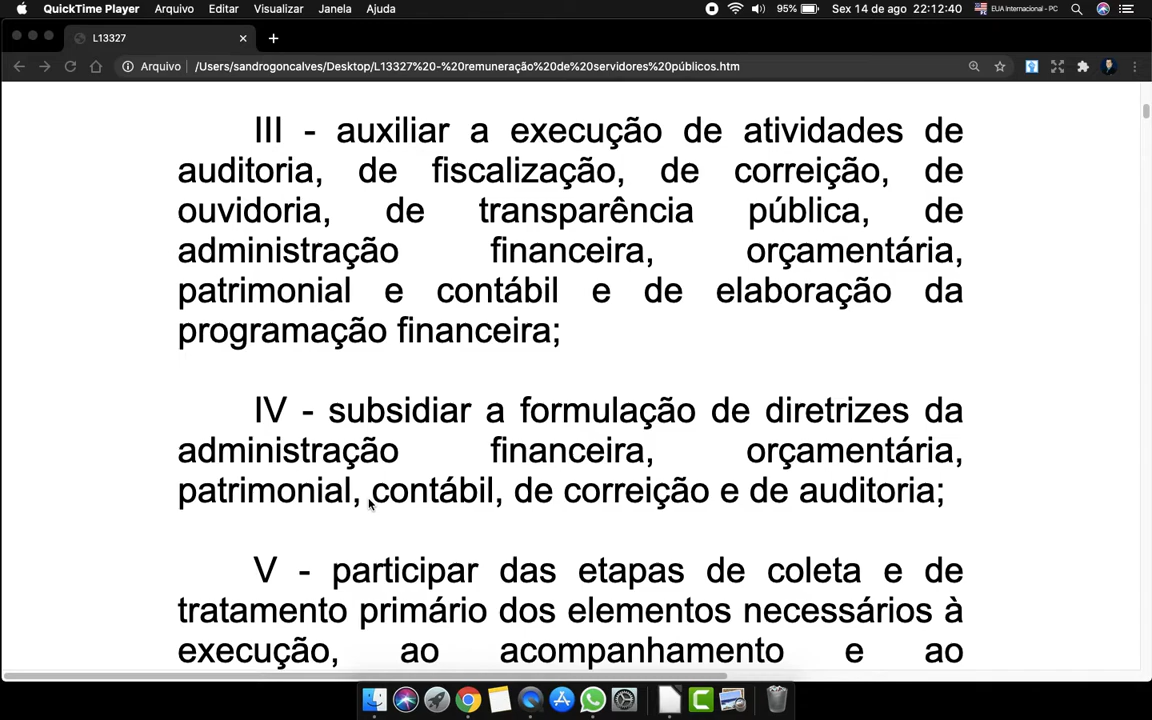 QuickTime Player Arquivo Editar Visualizar Janela Ajuda 95% Sex 14 de ago 22:12:40 EUA Internacional - PC
L13327
Arquivo /Users/sandrogoncalves/Desktop/L13327%20-%20remuneração%20de%20servidores%20públicos.htm
III - auxiliar a execução de atividades de
auditoria, de fiscalização, de correição, de
ouvidoria, de transparência pública, de
administração financeira, orçamentária,
patrimonial e contábil e de elaboração da
programação financeira;
IV - subsidiar a formulação de diretrizes da
administração financeira, orçamentária,
patrimonial, contábil, de correição e de auditoria;
V - participar das etapas de coleta e de
tratamento primário dos elementos necessários à
execução, ao acompanhamento e ao